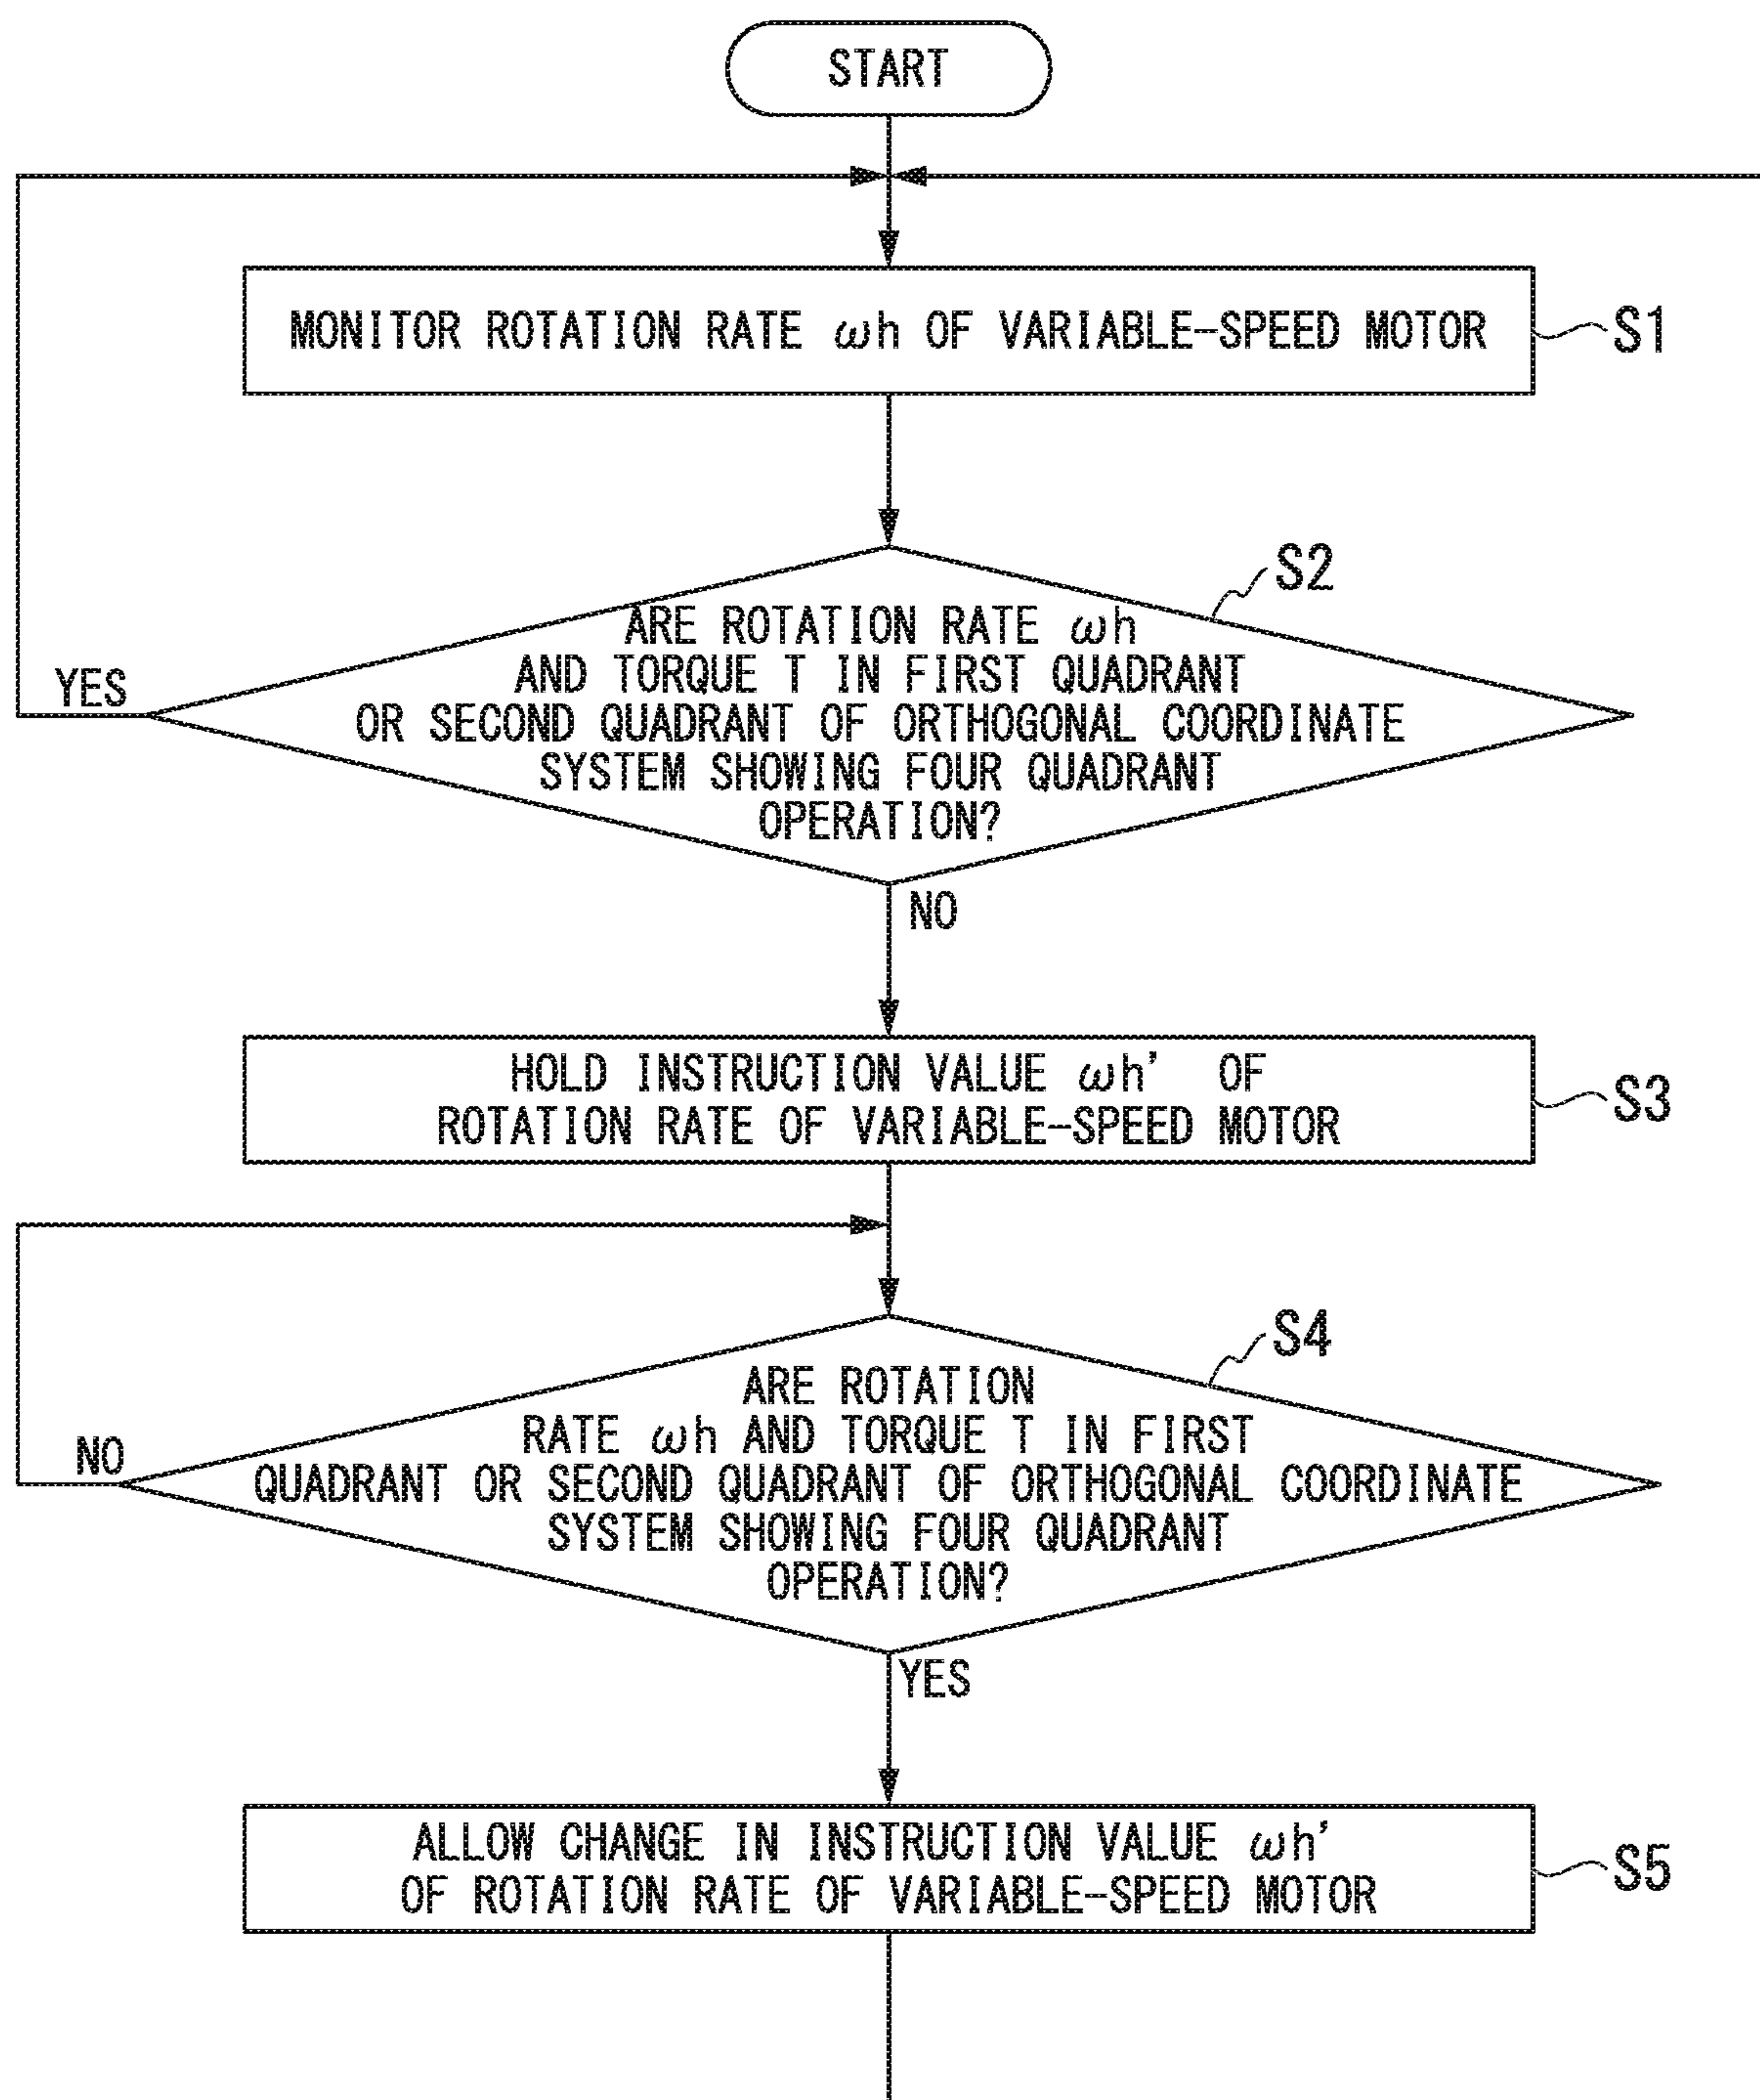 START
MONITOR ROTATION RATE ωh OF VARIABLE-SPEED MOTOR
S1
S2
ARE ROTATION RATE ωh
AND TORQUE T IN FIRST QUADRANT
OR SECOND QUADRANT OF ORTHOGONAL COORDINATE
SYSTEM SHOWING FOUR QUADRANT
OPERATION?
YES
NO
HOLD INSTRUCTION VALUE ωh' OF
ROTATION RATE OF VARIABLE-SPEED MOTOR
S3
S4
ARE ROTATION
RATE ωh AND TORQUE T IN FIRST
QUADRANT OR SECOND QUADRANT OF ORTHOGONAL COORDINATE
SYSTEM SHOWING FOUR QUADRANT
OPERATION?
NO
YES
ALLOW CHANGE IN INSTRUCTION VALUE ωh'
OF ROTATION RATE OF VARIABLE-SPEED MOTOR
S5